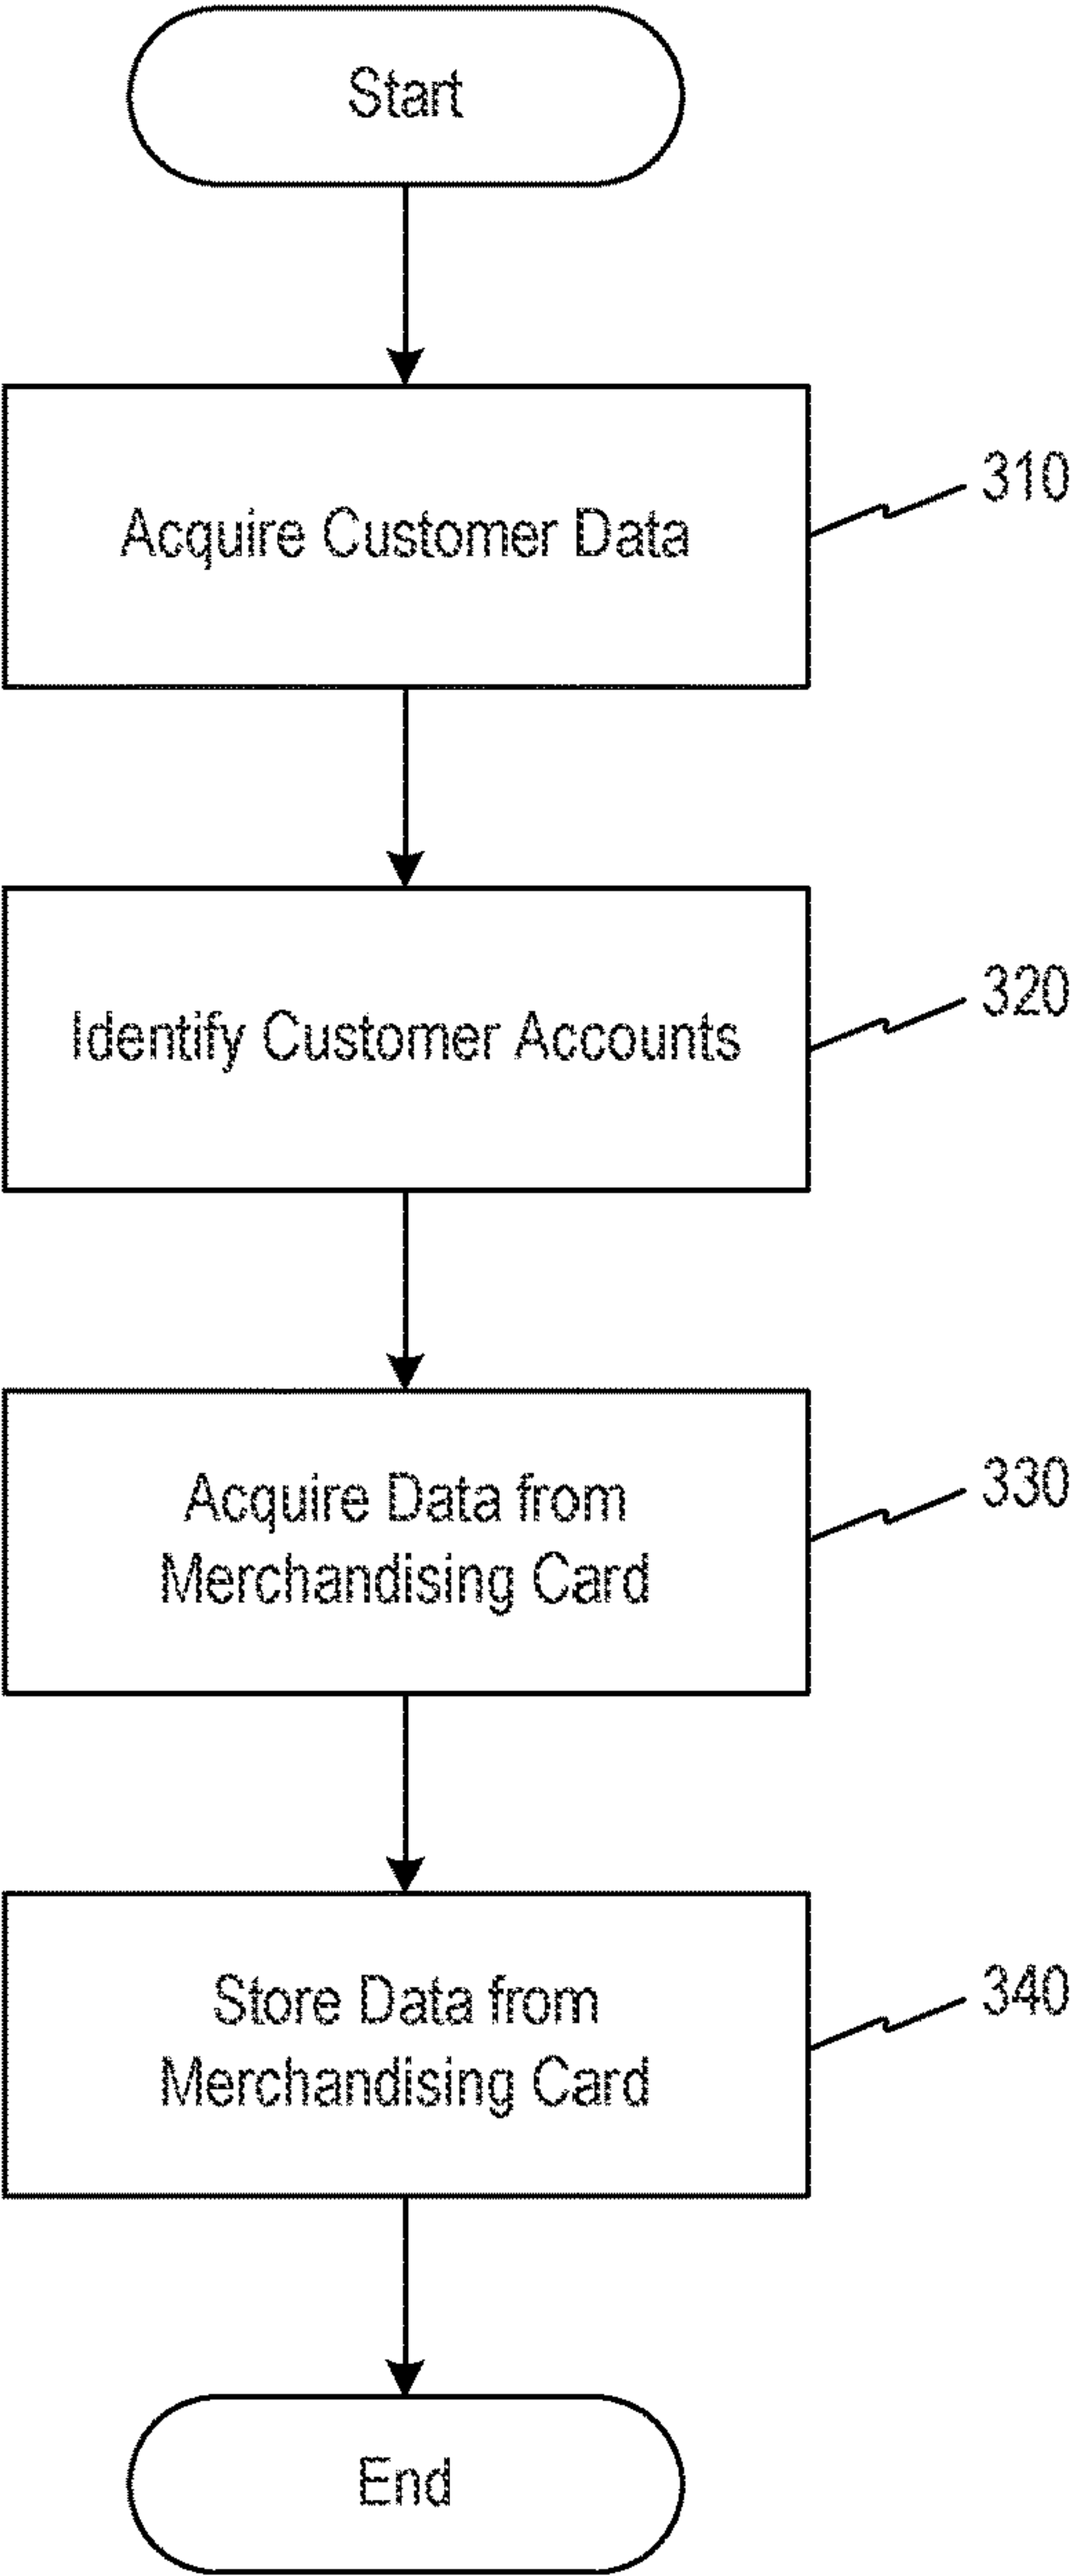 Start
Acquire Customer Data
310
Identify Customer Accounts
320
Acquire Data from
Merchandising Card
330
Store Data from
Merchandising Card
340
End